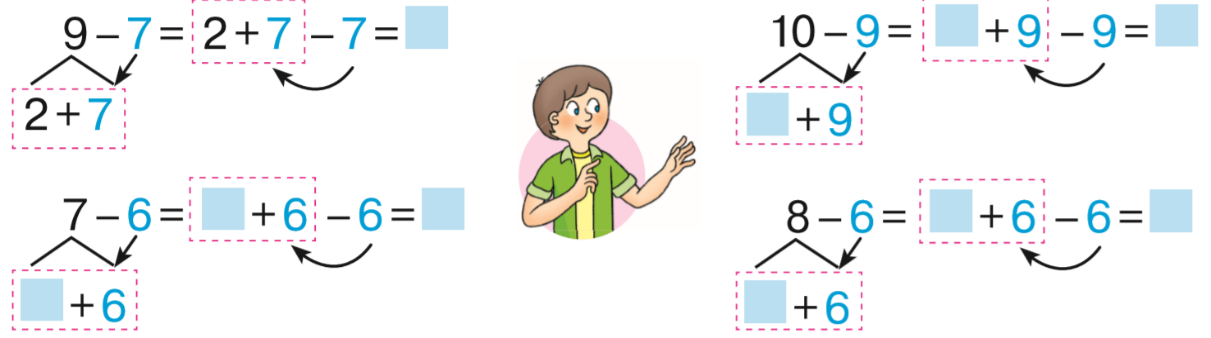 9 – 7 = 2 + 7 – 7 = □
2 + 7
10 – 9 = □ + 9 – 9 = □
□ + 9
7 – 6 = □ + 6 – 6 = □
□ + 6
8 – 6 = □ + 6 – 6 = □
□ + 6